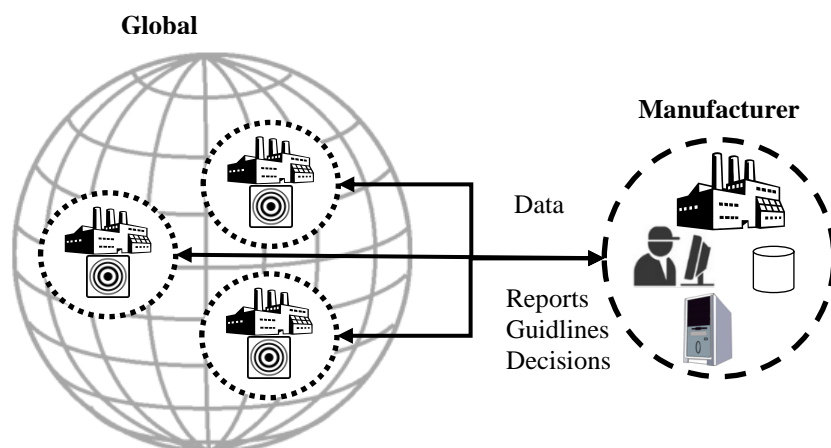 Global
Manufacturer
Data
Reports
Guidlines
Decisions